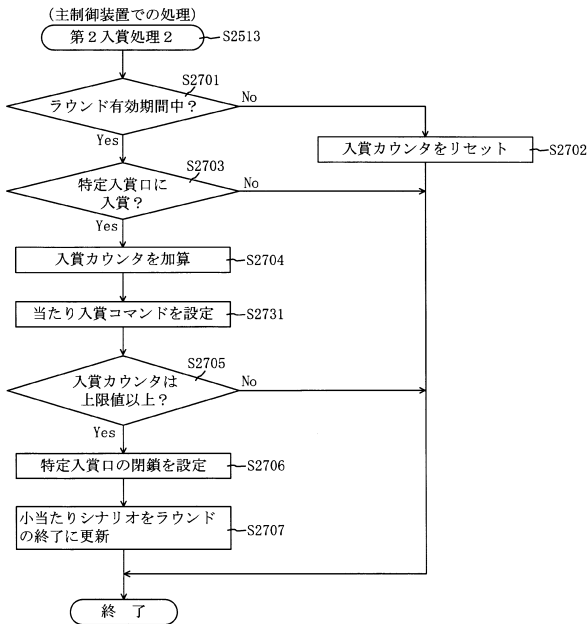 (主制御装置での処理)
第2入賞処理2
S2513
S2701
ラウンド有効期間中?
No
Yes
入賞カウンタをリセット
S2702
S2703
特定入賞口に
入賞?
No
Yes
入賞カウンタを加算
S2704
当たり入賞コマンドを設定
S2731
S2705
入賞カウンタは
上限値以上?
No
Yes
特定入賞口の閉鎖を設定
S2706
小当たりシナリオをラウンド
の終了に更新
S2707
終 了